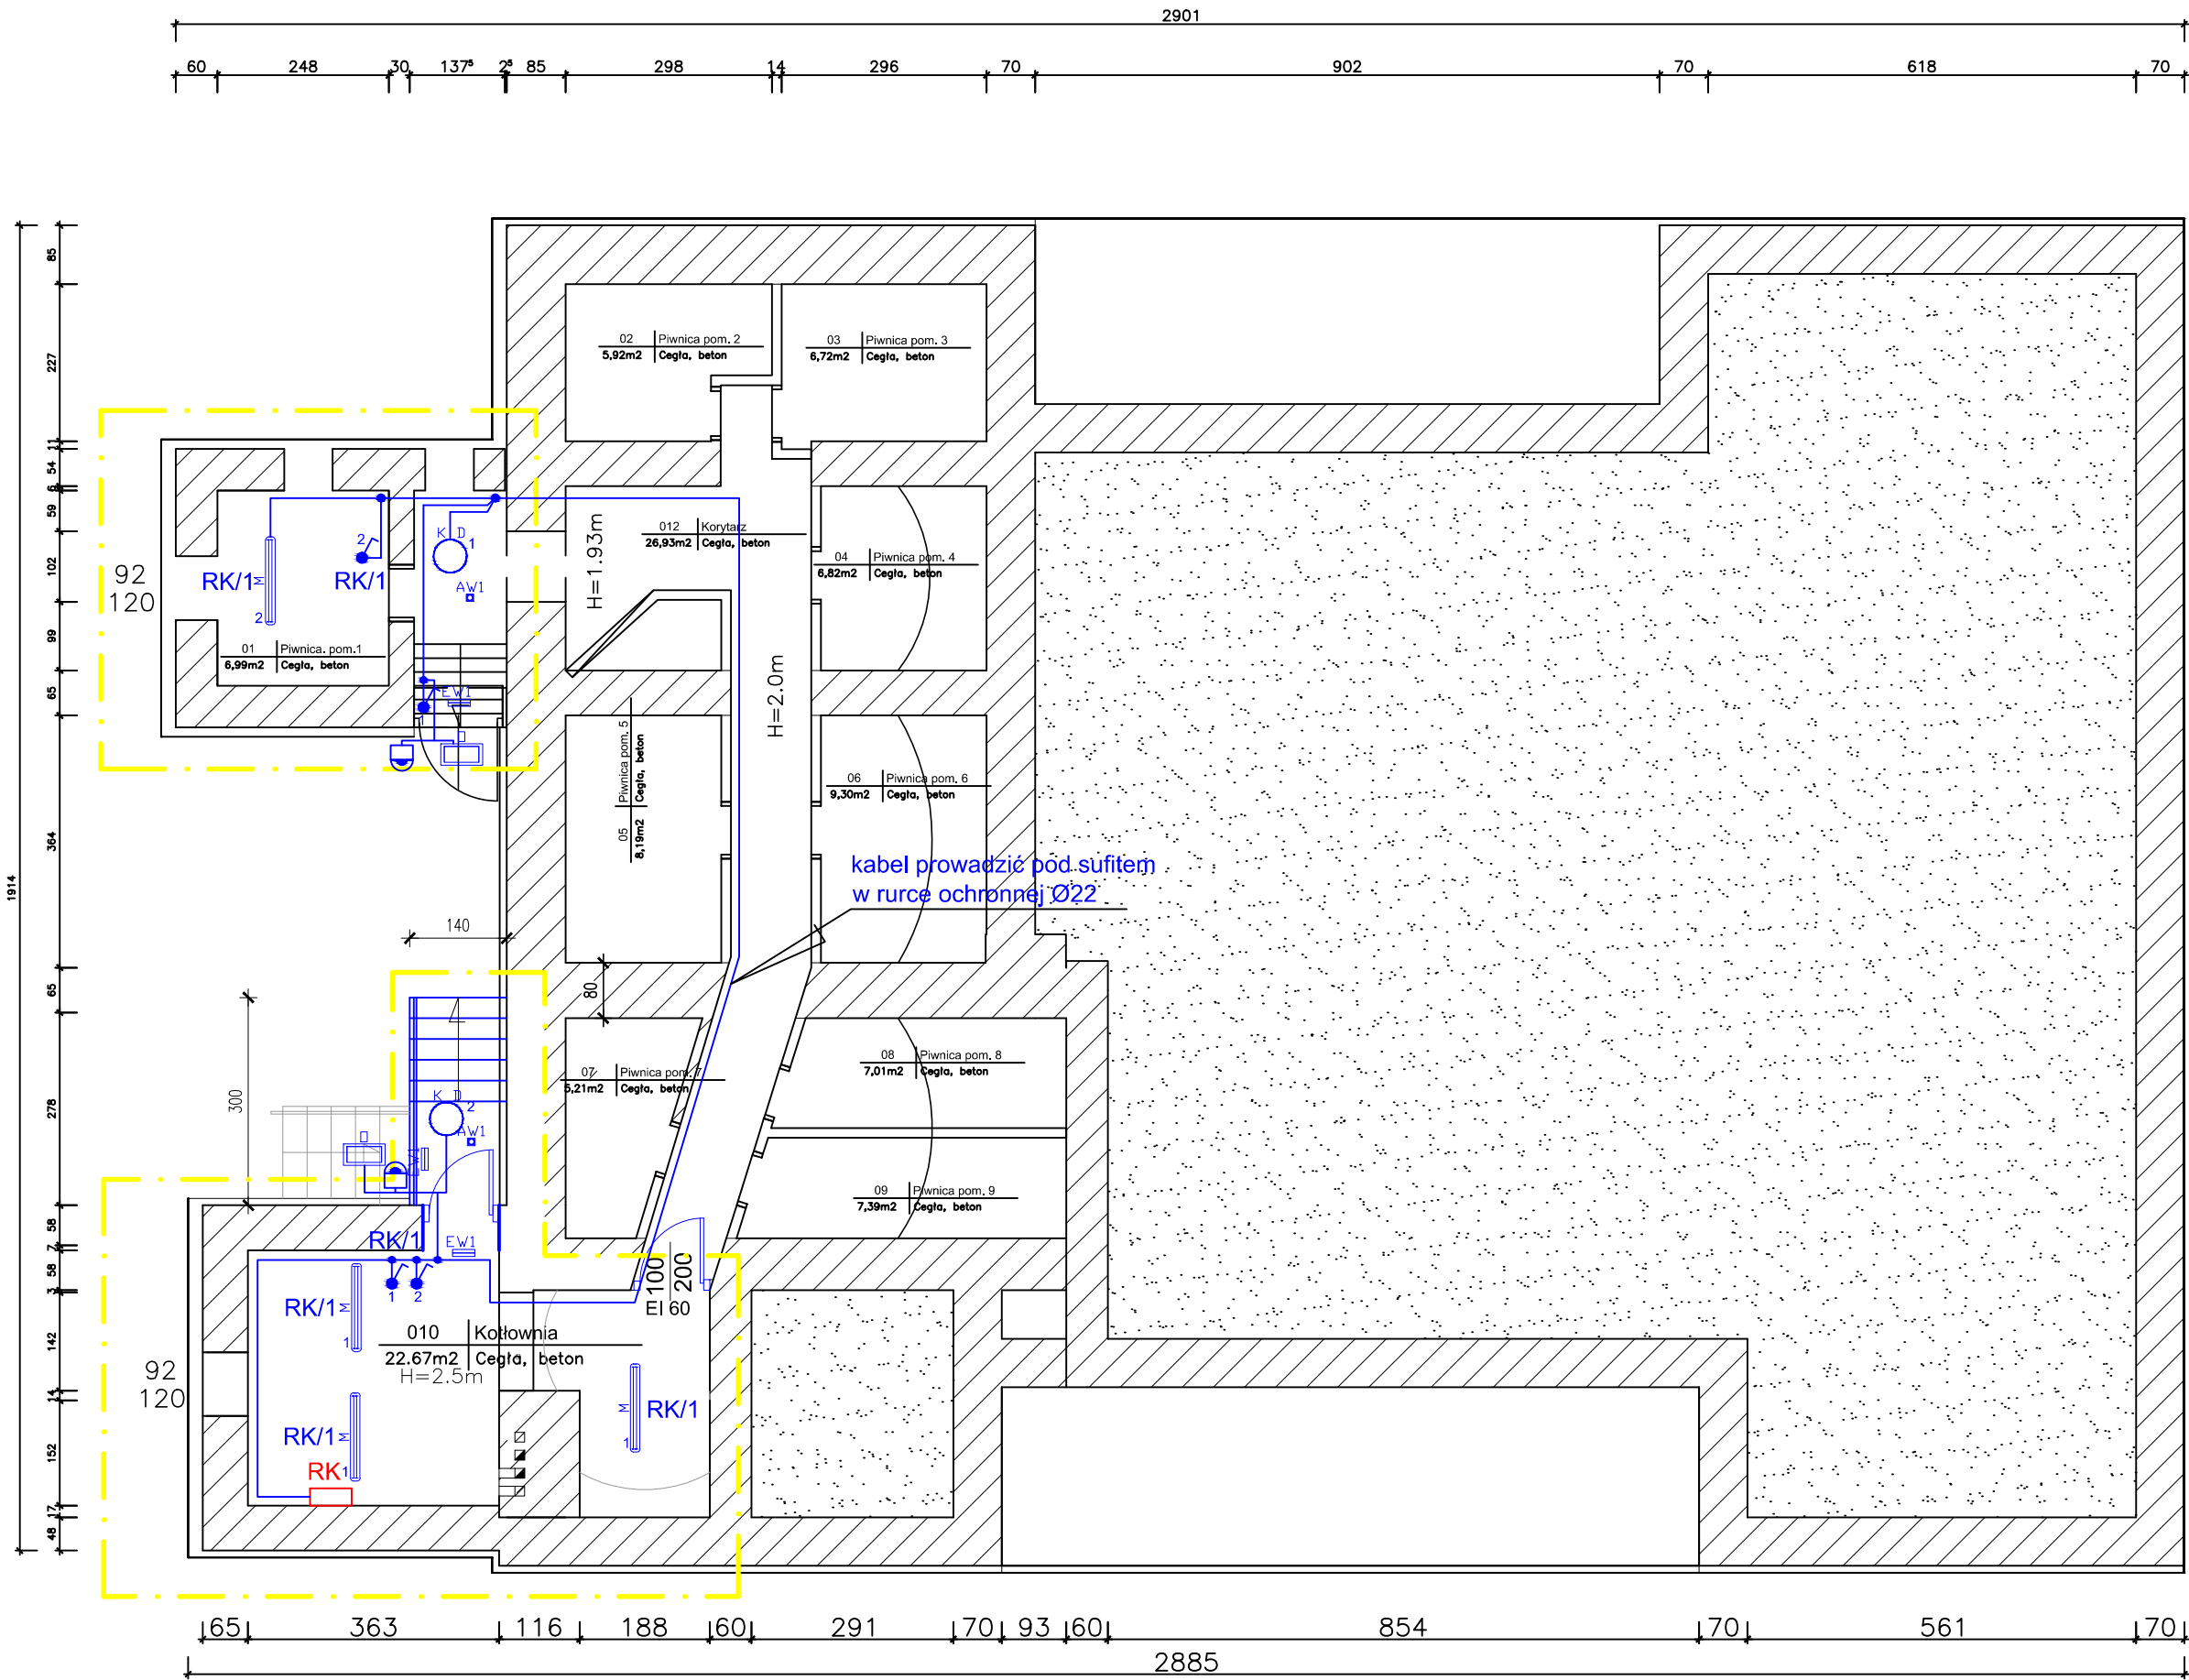 2901
60 248 30 137⁵ 2⁵ 85 298 14 296 70 902 70 618 70
1914
85
227
11
54
6
59
102
99
65
364
65
278
58
7
58
3
142
14
152
17
48
02 Piwnica pom. 2
5,92m2 Cegła, beton
03 Piwnica pom. 3
6,72m2 Cegła, beton
012 Korytarz
26,93m2 Cegła, beton
H=1.93m
04 Piwnica pom. 4
6,82m2 Cegła, beton
92
120
RK/1
M
2
2
RK/1
K D
1
AW1
01 Piwnica. pom.1
6,99m2 Cegła, beton
EW1
1
H=2.0m
05 Piwnica pom. 5
8,19m2 Cegła, beton
06 Piwnica pom. 6
9,30m2 Cegła, beton
kabel prowadzić pod sufitem
w rurce ochronnej Ø22
140
80
300
07 Piwnica pom. 7
5,21m2 Cegła, beton
08 Piwnica pom. 8
7,01m2 Cegła, beton
09 Piwnica pom. 9
7,39m2 Cegła, beton
K D
2
AW1
EW1
RK/1
EW1
1 2
100
200
EI 60
RK/1
M
1
010 Kotłownia
22.67m2 Cegła, beton
H=2.5m
92
120
RK/1
M
1
RK/1
M
1
RK
65 363 116 188 60 291 70 93 60 854 70 561 70
2885